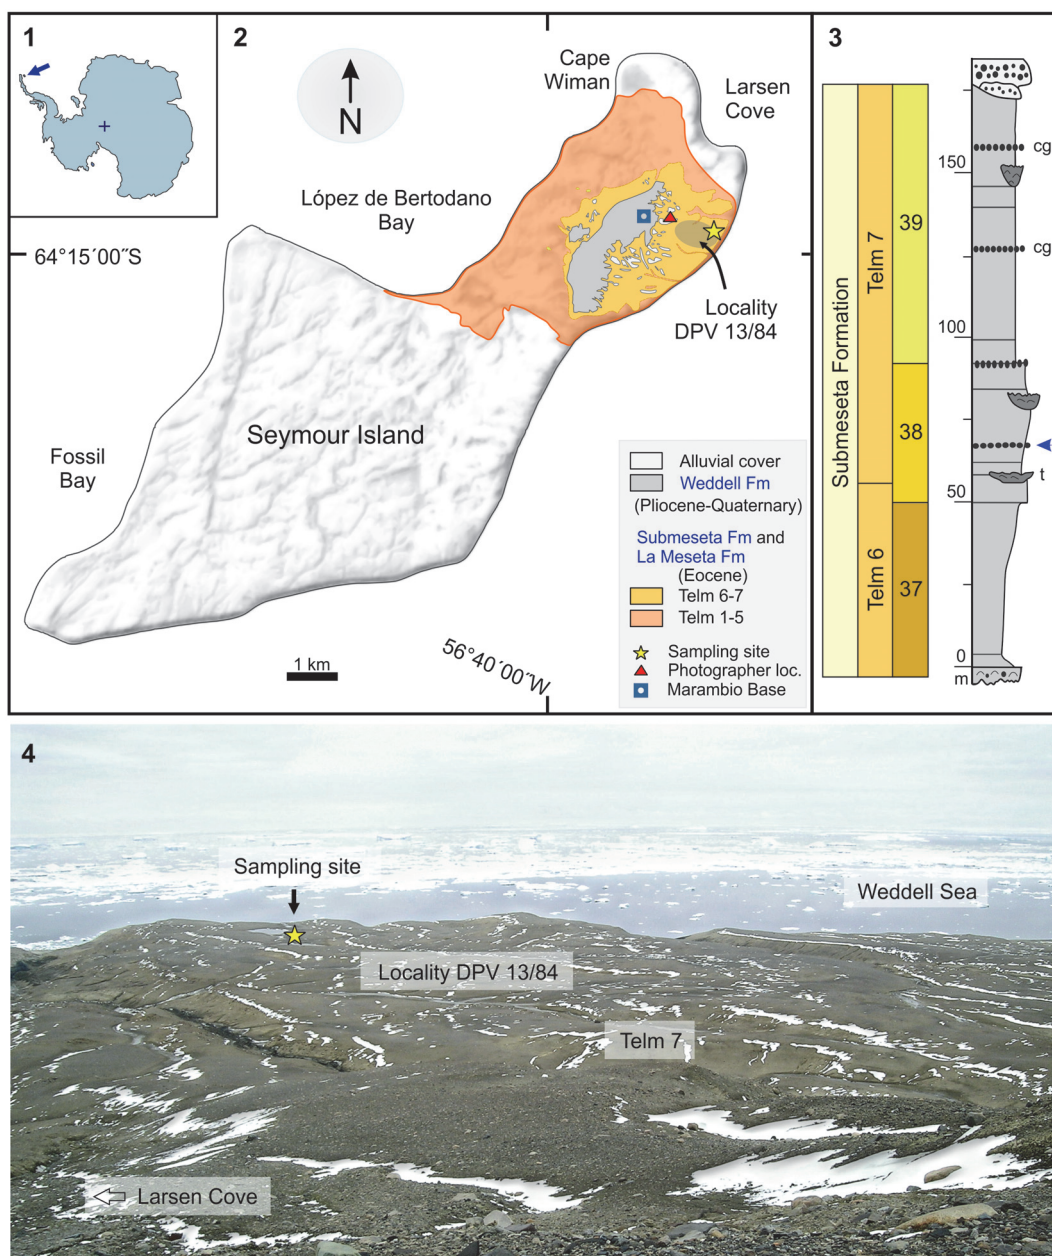 1
2
N
Cape
Wiman
Larsen
Cove
López de Bertodano
Bay
64°15´00˝S
Locality
DPV 13/84
Seymour Island
Fossil
Bay
1 km
56°40´00˝W
Alluvial cover
Weddell Fm
(Pliocene-Quaternary)
Submeseta Fm and
La Meseta Fm
(Eocene)
Telm 6-7
Telm 1-5
Sampling site
Photographer loc.
Marambio Base
3
Submeseta Formation
Telm 7
Telm 6
39
38
37
150
100
50
0
m
cg
cg
t
4
Sampling site
Weddell Sea
Locality DPV 13/84
Telm 7
Larsen Cove